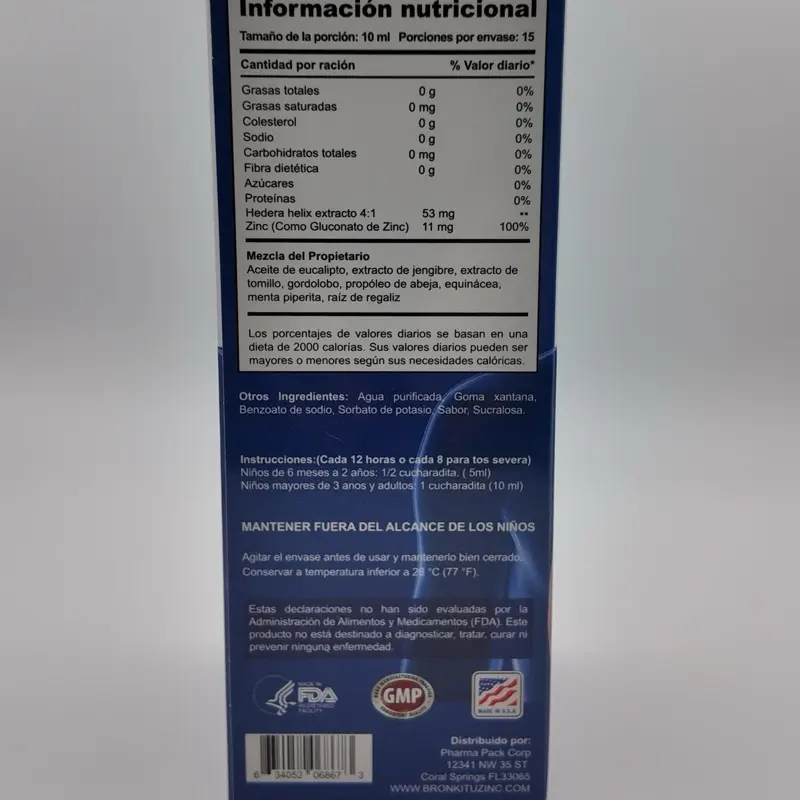 Información nutricional
Tamaño de la porción: 10 ml Porciones por envase: 15
Cantidad por ración % Valor diario*
Grasas totales 0 g 0%
Grasas saturadas 0 mg 0%
Colesterol 0 g 0%
Sodio 0 g 0%
Carbohidratos totales 0 mg 0%
Fibra dietética 0 g 0%
Azúcares 0%
Proteínas 0%
Hedera helix extracto 4:1 53 mg **
Zinc (Como Gluconato de Zinc) 11 mg 100%
Mezcla del Propietario
Aceite de eucalipto, extracto de jengibre, extracto de
tomillo, gordolobo, propóleo de abeja, equinácea,
menta piperita, raíz de regaliz
Los porcentajes de valores diarios se basan en una
dieta de 2000 calorías. Sus valores diarios pueden ser
mayores o menores según sus necesidades calóricas.
Otros Ingredientes: Agua purificada, Goma xantana,
Benzoato de sodio, Sorbato de potasio, Sabor, Sucralosa.
Instrucciones:(Cada 12 horas o cada 8 para tos severa)
Niños de 6 meses a 2 años: 1/2 cucharadita. ( 5ml)
Niños mayores de 3 anos y adultos: 1 cucharadita (10 ml)
MANTENER FUERA DEL ALCANCE DE LOS NIÑOS
Agitar el envase antes de usar y mantenerlo bien cerrado.
Conservar a temperatura inferior a 26 °C (77 °F).
Estas declaraciones no han sido evaluadas por la
Administración de Alimentos y Medicamentos (FDA). Este
producto no está destinado a diagnosticar, tratar, curar ni
prevenir ninguna enfermedad.
MADE IN
FDA
REGISTERED
FACILITY
GMP
MADE IN U.S.A
6 34052 06867 3
Distribuido por:
Pharma Pack Corp
12341 NW 35 ST
Coral Springs FL33065
WWW.BRONKITUZINC.COM